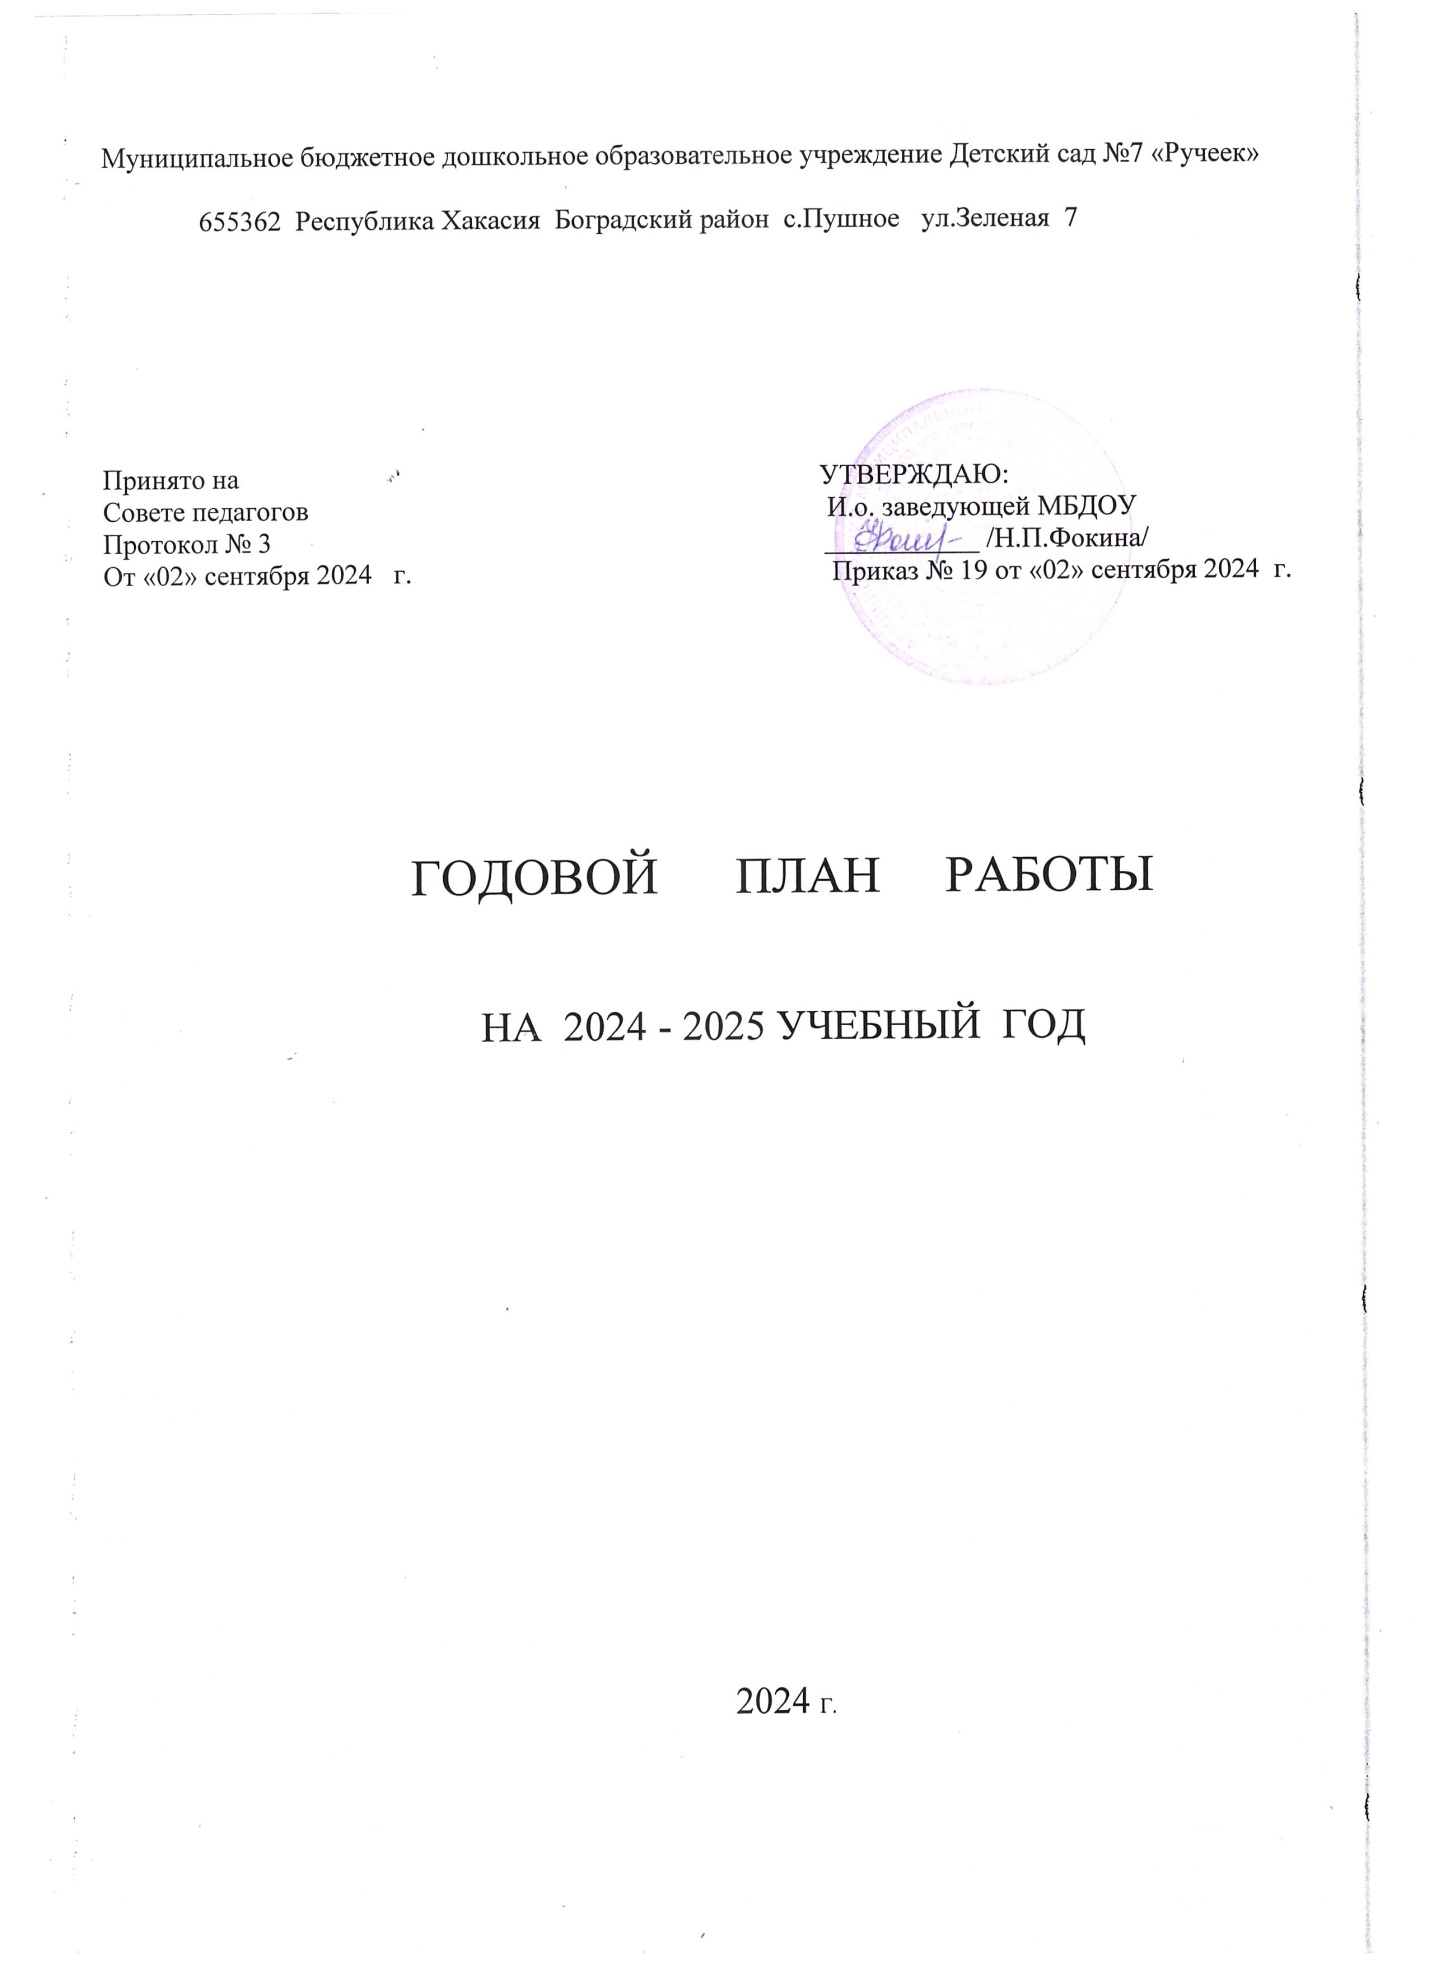 Муниципальное бюджетное дошкольное образовательное учреждение Детский сад №7 «Ручеек»
655362 Республика Хакасия Боградский район с.Пушное ул.Зеленая 7
Принято на
Совете педагогов
Протокол № 3
От «02» сентября 2024 г.
УТВЕРЖДАЮ:
И.о. заведующей МБДОУ
/Н.П.Фокина/
Приказ № 19 от «02» сентября 2024 г.
ГОДОВОЙ ПЛАН РАБОТЫ
НА 2024 - 2025 УЧЕБНЫЙ ГОД
2024 г.